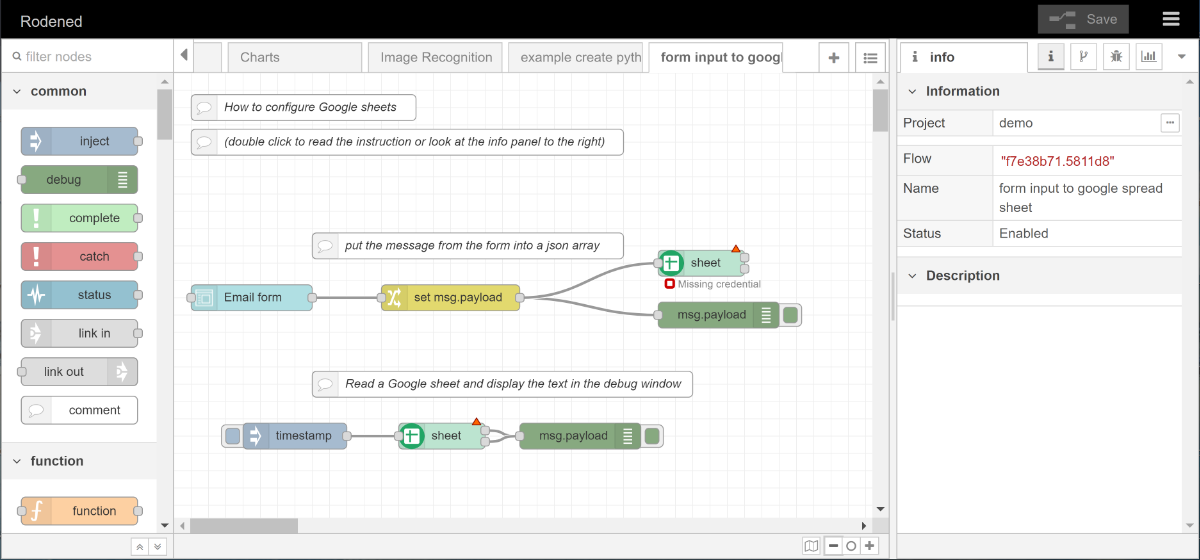 Rodened
Save
filter nodes
Charts
Image Recognition
example create pyth
form input to googl
info
common
inject
debug
complete
catch
status
link in
link out
comment
function
function
How to configure Google sheets
(double click to read the instruction or look at the info panel to the right)
put the message from the form into a json array
Email form
set msg.payload
sheet
Missing credential
msg.payload
Read a Google sheet and display the text in the debug window
timestamp
sheet
msg.payload
Information
Project
demo
Flow
"f7e38b71.5811d8"
Name
form input to google spread
sheet
Status
Enabled
Description